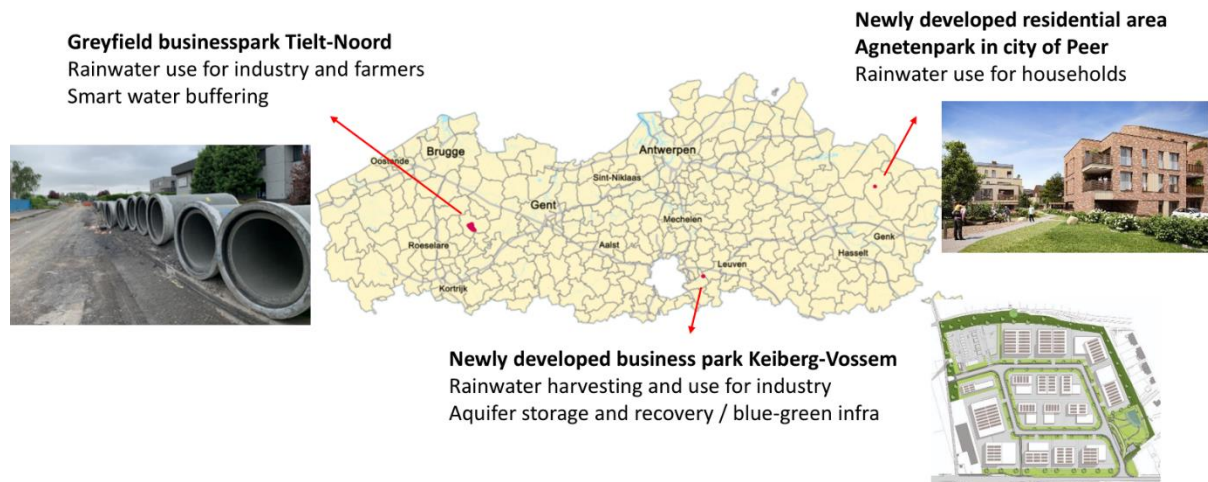 Greyfield businesspark Tielt-Noord
Rainwater use for industry and farmers
Smart water buffering
Newly developed residential area
Agnetenpark in city of Peer
Rainwater use for households
Oostende
Brugge
Antwerpen
Sint-Niklaas
Gent
Mechelen
Roeselare
Aalst
Genk
Hasselt
Leuven
Kortrijk
Newly developed business park Keiberg-Vossem
Rainwater harvesting and use for industry
Aquifer storage and recovery / blue-green infra